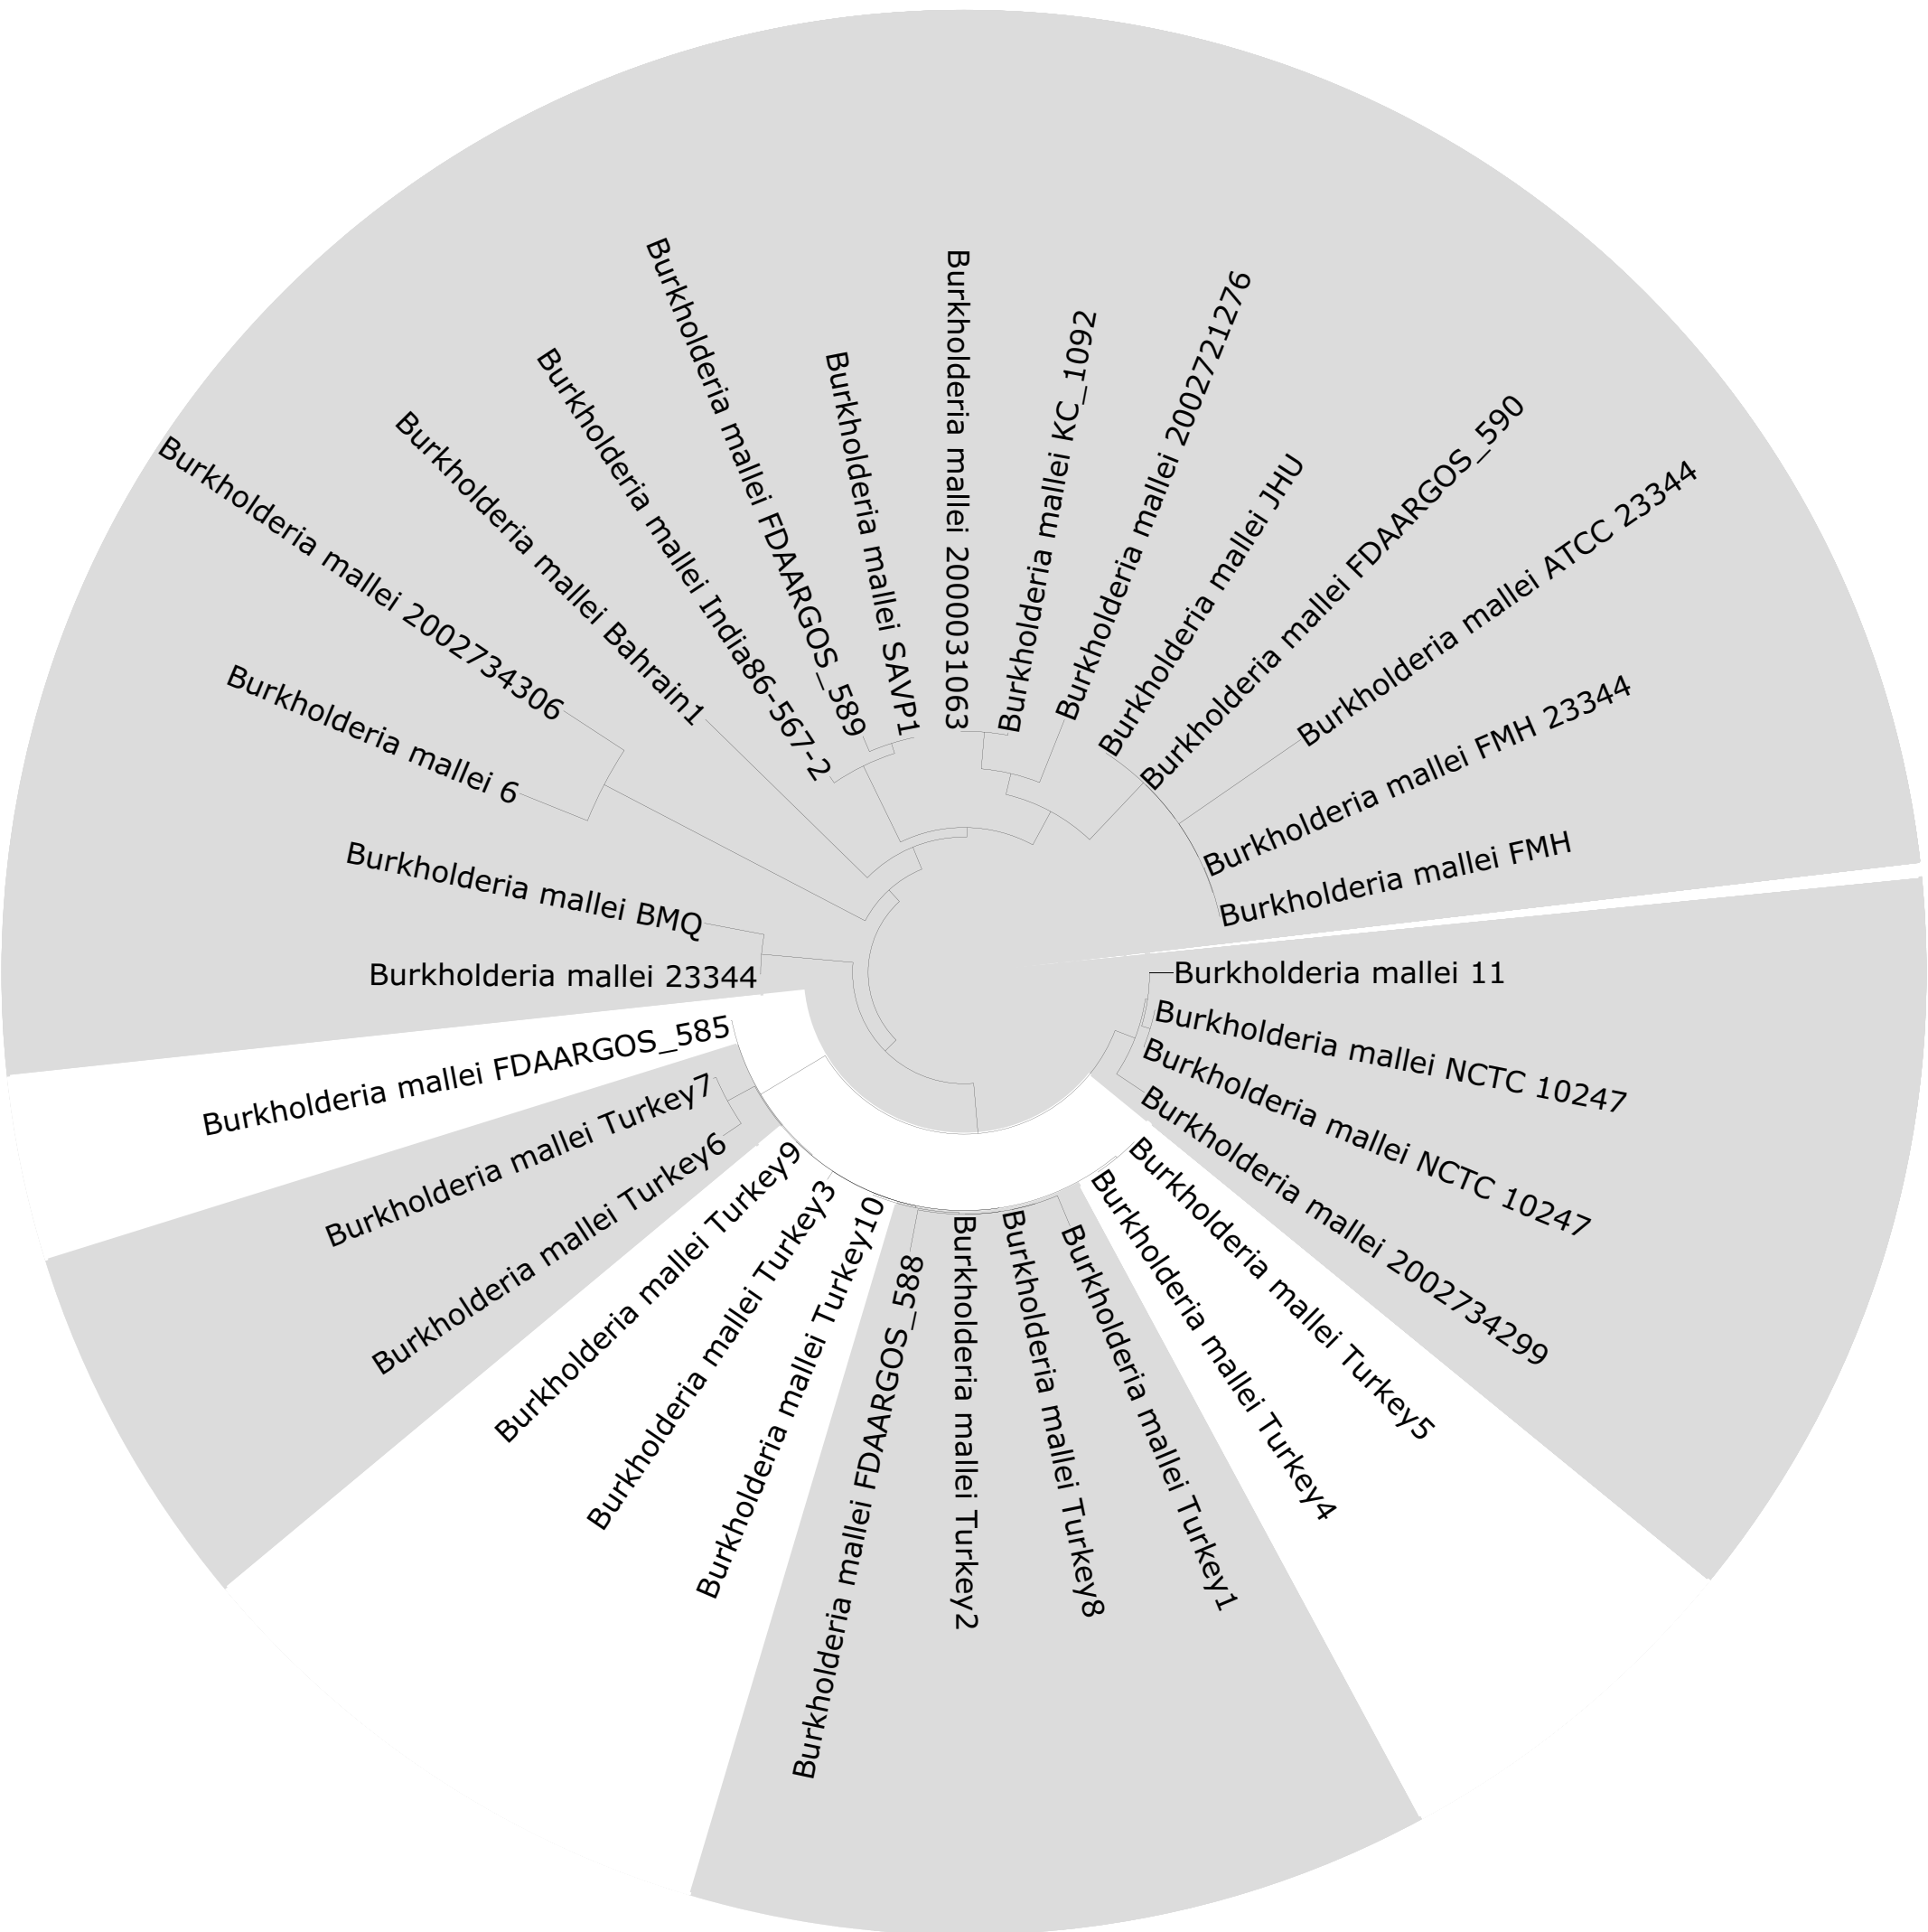 Burkholderia mallei 2000031063
Burkholderia mallei KC_1092
Burkholderia mallei 2002721276
Burkholderia mallei JHU
Burkholderia mallei FDAARGOS_590
Burkholderia mallei ATCC 23344
Burkholderia mallei FMH 23344
Burkholderia mallei FMH
Burkholderia mallei 11
Burkholderia mallei NCTC 10247
Burkholderia mallei NCTC 10247
Burkholderia mallei 2002734299
Burkholderia mallei Turkey5
Burkholderia mallei Turkey4
Burkholderia mallei Turkey1
Burkholderia mallei Turkey8
Burkholderia mallei Turkey2
Burkholderia mallei FDAARGOS_588
Burkholderia mallei Turkey10
Burkholderia mallei Turkey3
Burkholderia mallei Turkey9
Burkholderia mallei Turkey6
Burkholderia mallei Turkey7
Burkholderia mallei FDAARGOS_585
Burkholderia mallei 23344
Burkholderia mallei BMQ
Burkholderia mallei 6
Burkholderia mallei 2002734306
Burkholderia mallei Bahrain1
Burkholderia mallei India86-567-2
Burkholderia mallei FDAARGOS_589
Burkholderia mallei SAVP1